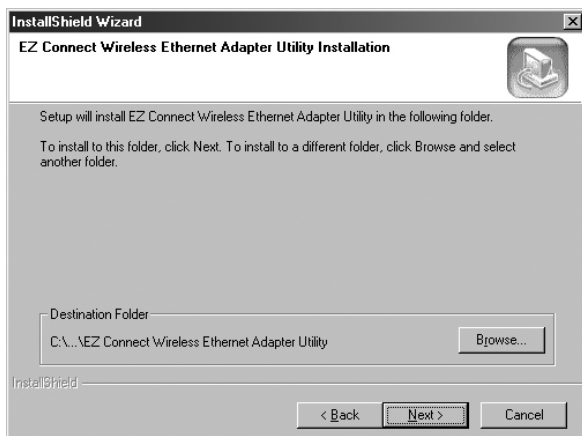 InstallShield Wizard
EZ Connect Wireless Ethernet Adapter Utility Installation
Setup will install EZ Connect Wireless Ethernet Adapter Utility in the following folder.
To install to this folder, click Next. To install to a different folder, click Browse and select
another folder.
Destination Folder
C:\...\EZ Connect Wireless Ethernet Adapter Utility
Browse...
InstallShield
< Back
Next >
Cancel